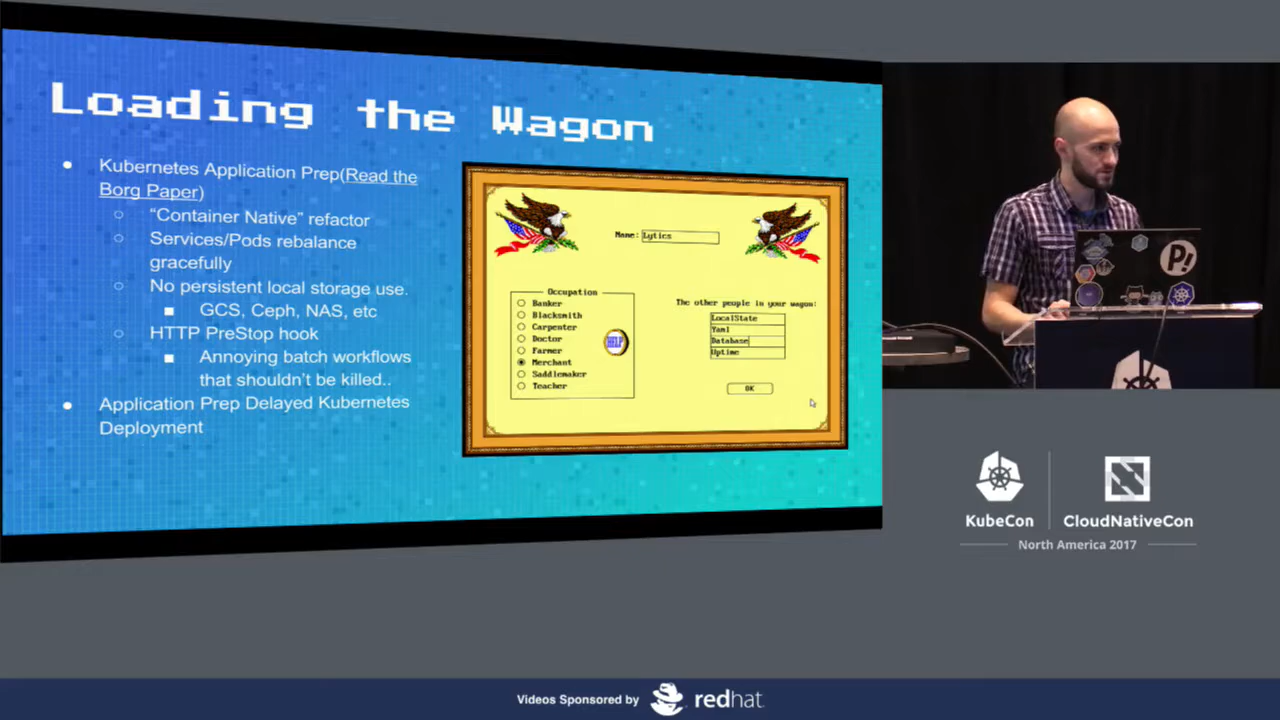 Loading the Wagon
● Kubernetes Application Prep(Read the
Borg Paper)
○ “Container Native” refactor
○ Services/Pods rebalance
gracefully
○ No persistent local storage use.
■ GCS, Ceph, NAS, etc
○ HTTP PreStop hook
■ Annoying batch workflows
that shouldn’t be killed..
● Application Prep Delayed Kubernetes
Deployment
Name: Lytics
Occupation
Banker
Blacksmith
Carpenter
Doctor
Farmer
Merchant
Saddlemaker
Teacher
HELP
The other people in your wagon:
LocalState
Yaml
Database
Uptime
OK
P!
KubeCon
CloudNativeCon
North America 2017
Videos Sponsored by
redhat